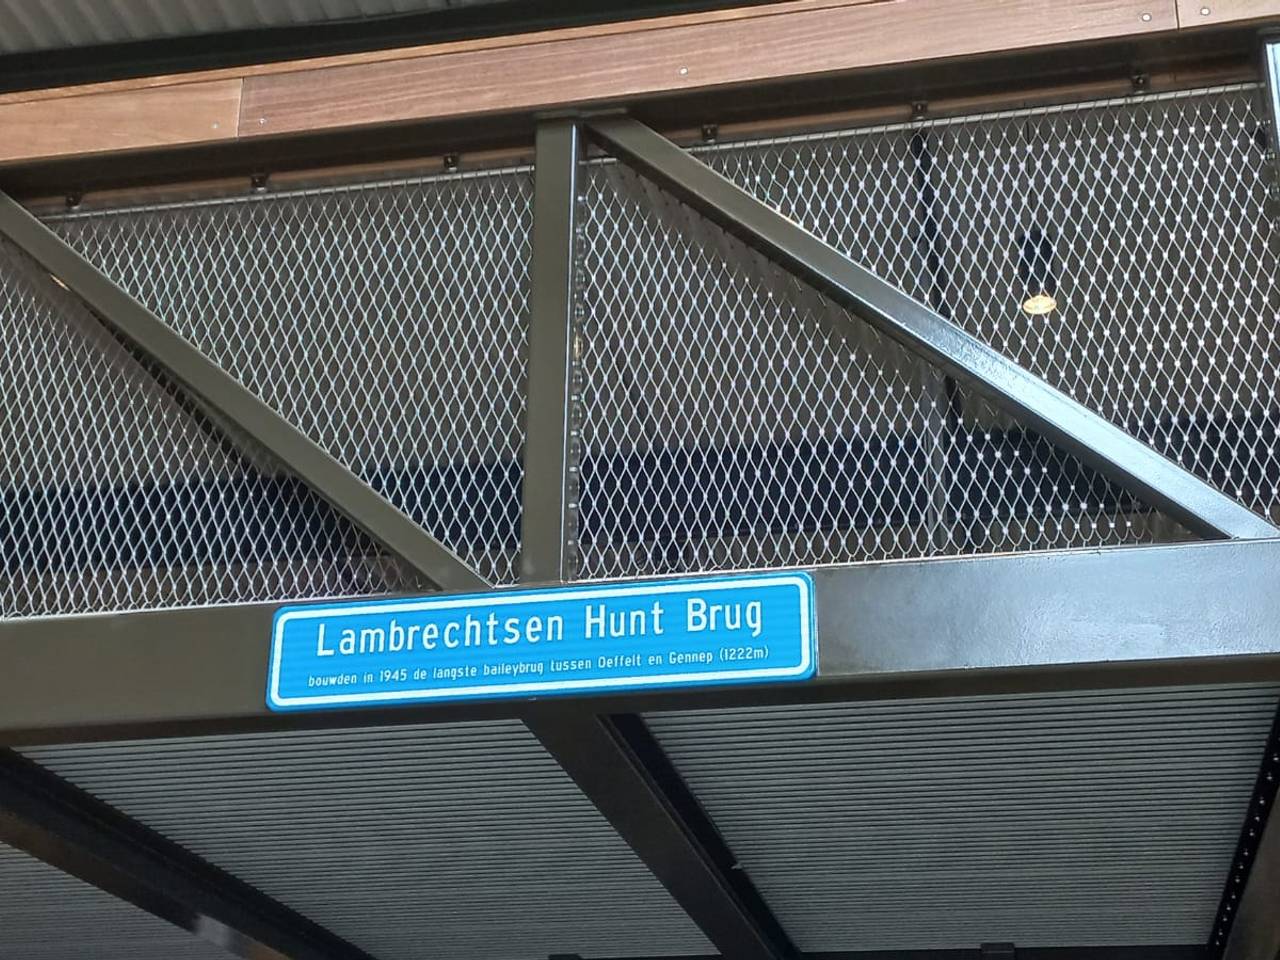 Lambrechtsen Hunt Brug
bouwden in 1945 de langste baileybrug tussen Oeffelt en Gennep (1222m)